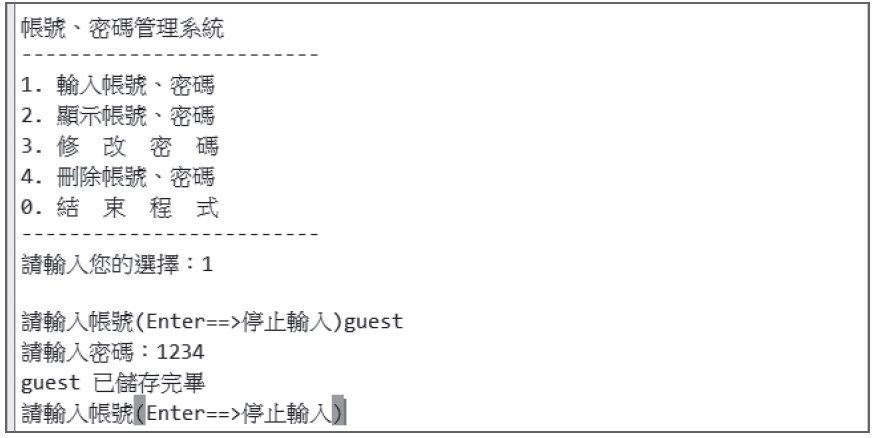 帳號、密碼管理系統
-------------------------
1. 輸入帳號、密碼
2. 顯示帳號、密碼
3. 修 改 密 碼
4. 刪除帳號、密碼
0. 結 束 程 式
-------------------------
請輸入您的選擇：1
請輸入帳號(Enter==>停止輸入)guest
請輸入密碼：1234
guest 已儲存完畢
請輸入帳號(Enter==>停止輸入)